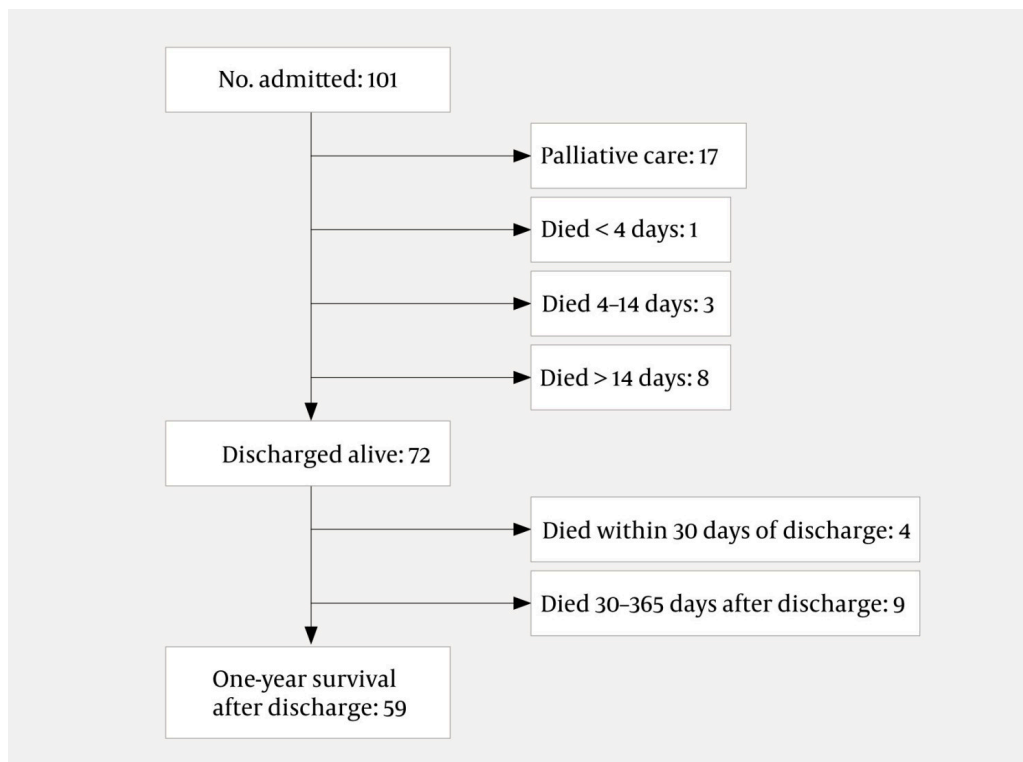 No. admitted: 101
Palliative care: 17
Died < 4 days: 1
Died 4–14 days: 3
Died > 14 days: 8
Discharged alive: 72
Died within 30 days of discharge: 4
Died 30–365 days after discharge: 9
One-year survival
after discharge: 59